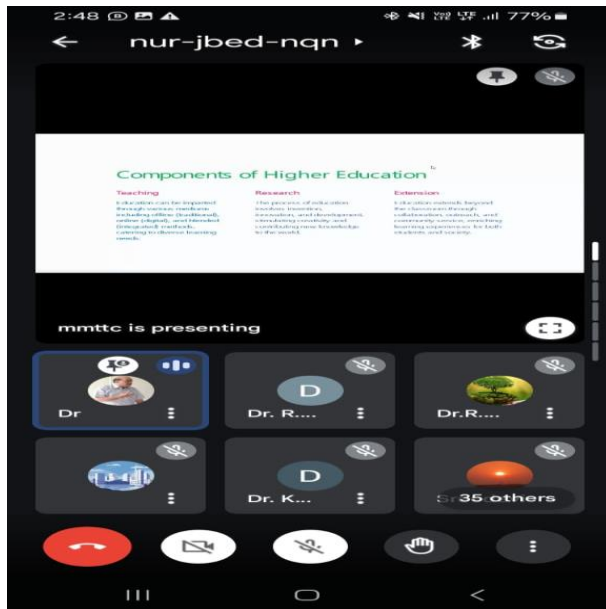 2:48
Vo) LTE 77%
nur-jbed-nqn
Components of Higher Education
Teaching
Education can be imparted
through various mediums
including offline (traditional),
online (digital), and blended
(integrated) methods,
catering to diverse learning
needs.
Research
The process of education
involves invention,
innovation, and development,
stimulating creativity and
contributing new knowledge
to the world.
Extension
Education extends beyond
the classroom through
collaboration, outreach, and
community service, enriching
learning experiences for both
students and society.
mmttc is presenting
Dr
D
Dr. R....
Dr.R....
D
Dr. K...
35 others